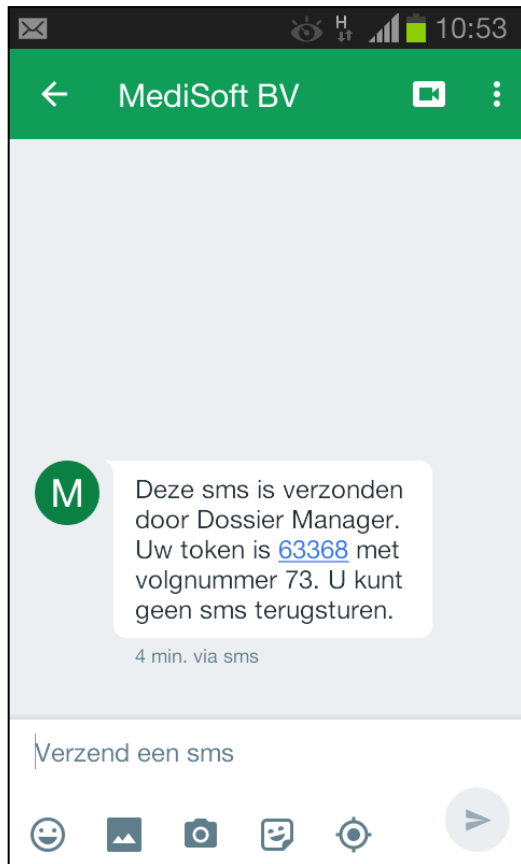 H 10:53
MediSoft BV
M
Deze sms is verzonden
door Dossier Manager.
Uw token is 63368 met
volgnummer 73. U kunt
geen sms terugsturen.
4 min. via sms
Verzend een sms